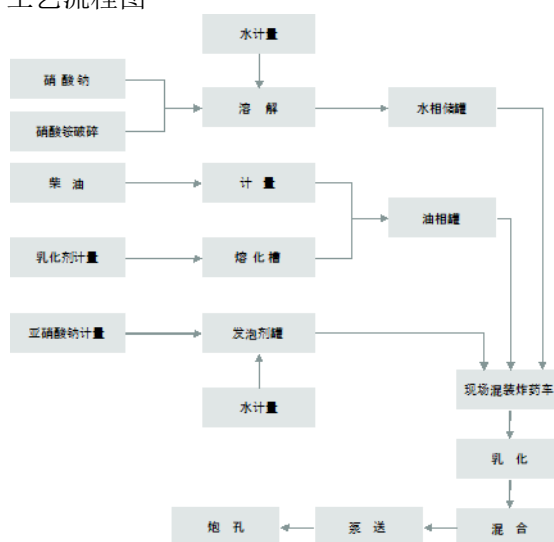 工艺流程图
水计量
硝酸钠
溶解
水相储罐
硝酸铵破碎
柴油
计量
油相罐
乳化剂计量
熔化槽
亚硝酸钠计量
发泡剂罐
现场混装炸药车
水计量
乳化
炮孔
泵送
混合